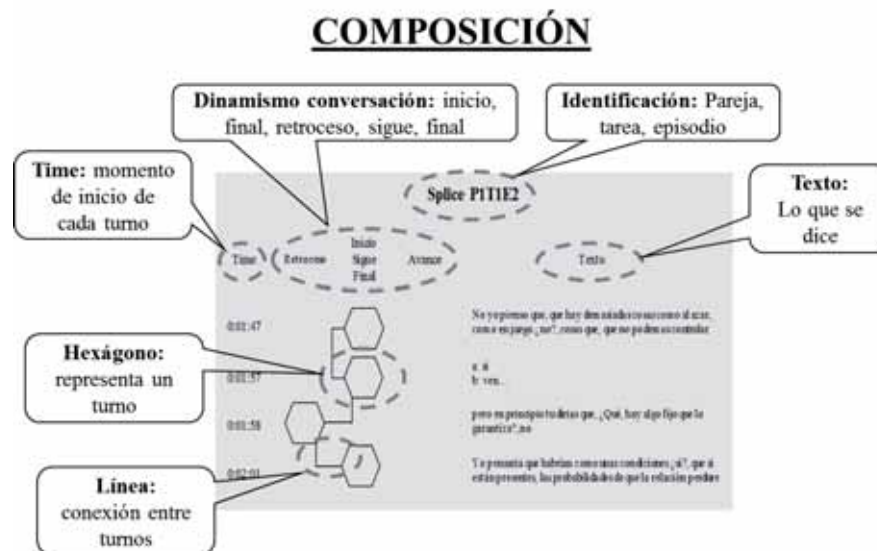 COMPOSICIÓN
Dinamismo conversación: inicio,
final, retroceso, sigue, final
Identificación: Pareja,
tarea, episodio
Time: momento
de inicio de
cada turno
Texto:
Lo que se
dice
Splice P1T1E2
Time
Retroceso
Inicio
Sigue
Final
Avance
Texto
0:01:47
No yo pienso que, que hay demasiadas cosas como al azar,
como en juego ¿no?, cosas que, que no podemos controlar
Hexágono:
representa un
turno
0:01:57
a: sí
b: ven...
0:01:58
pero en principio tu dirías que, ¿Qué, hay algo fijo que lo
garantice?, no
Línea:
conexión entre
turnos
0:02:01
Yo pensaría que habrían como unas condiciones ¿sí?, que si
están presentes, las probabilidades de que la relación perdure